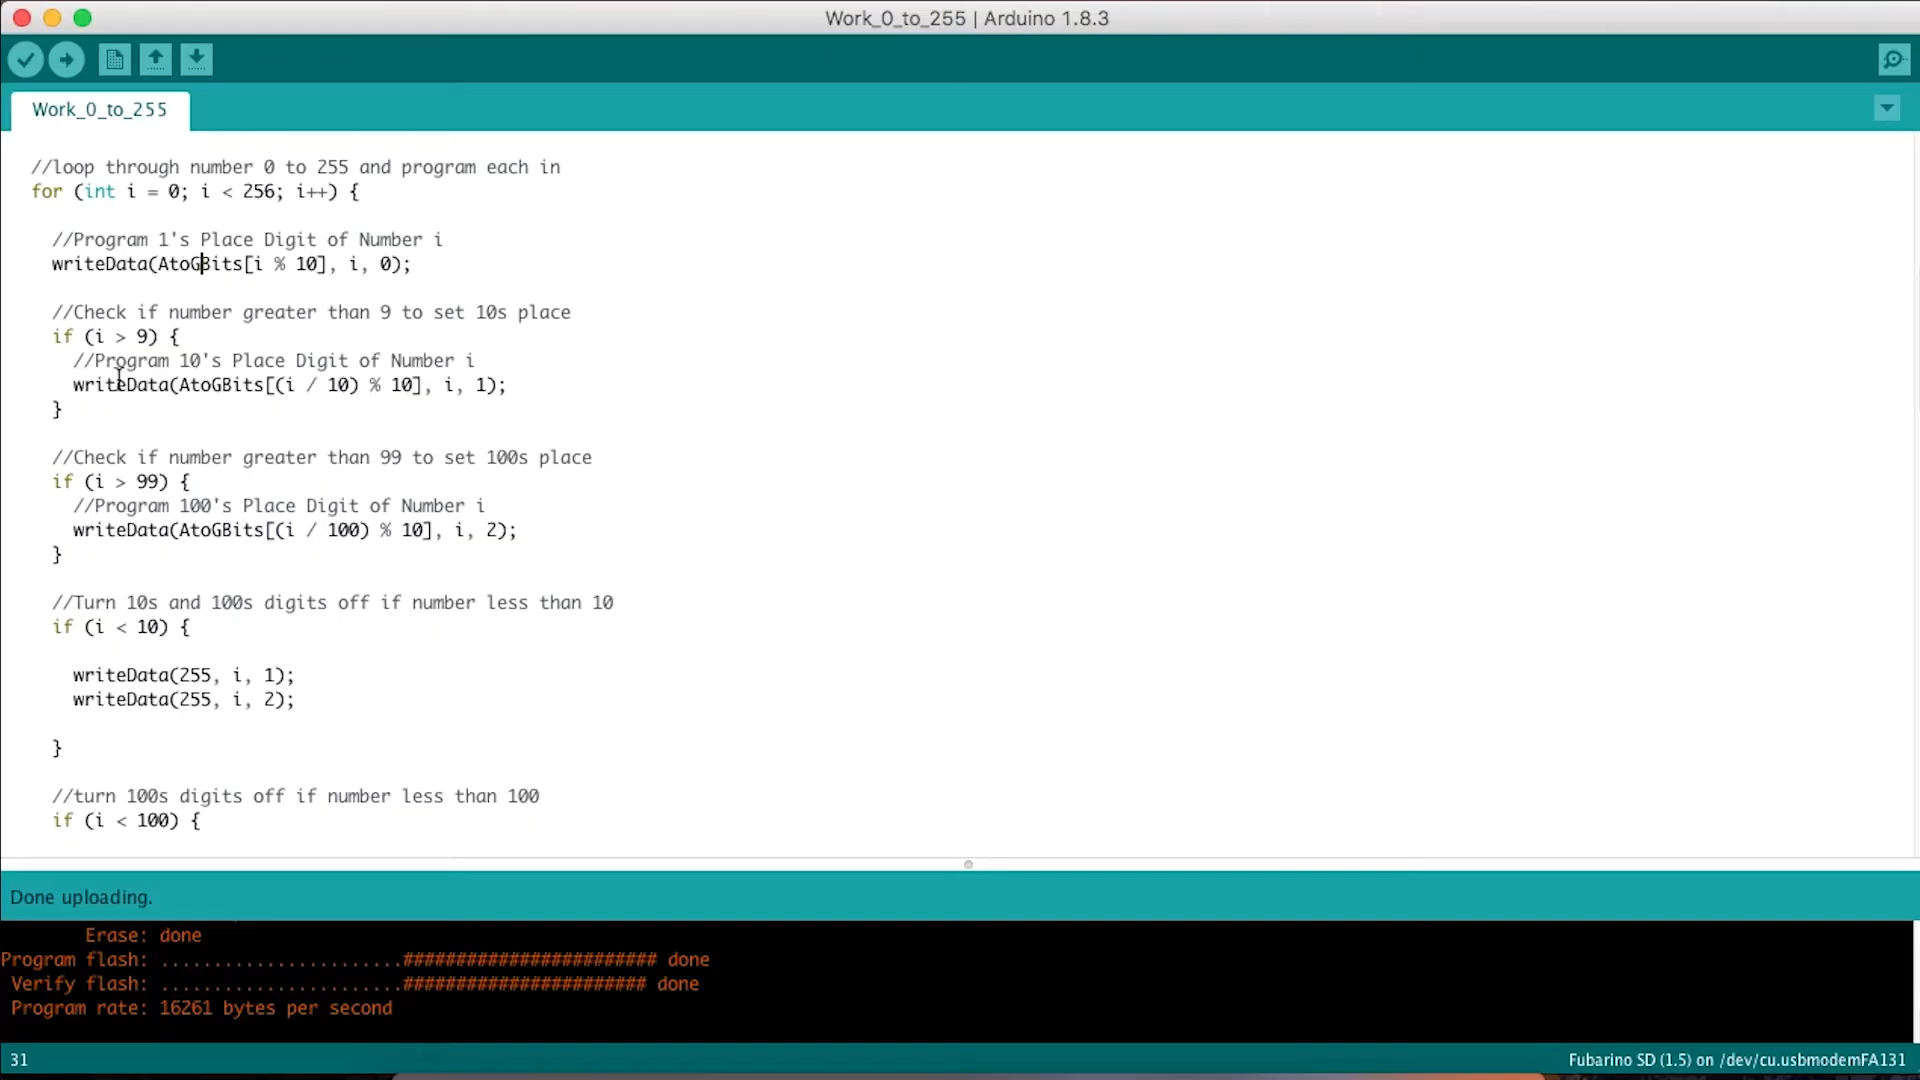 Work_0_to_255 | Arduino 1.8.3
Work_0_to_255
//loop through number 0 to 255 and program each in
for (int i = 0; i < 256; i++) {
//Program 1's Place Digit of Number i
writeData(AtoGBits[i % 10], i, 0);
//Check if number greater than 9 to set 10s place
if (i > 9) {
//Program 10's Place Digit of Number i
writeData(AtoGBits[(i / 10) % 10], i, 1);
}
//Check if number greater than 99 to set 100s place
if (i > 99) {
//Program 100's Place Digit of Number i
writeData(AtoGBits[(i / 100) % 10], i, 2);
}
//Turn 10s and 100s digits off if number less than 10
if (i < 10) {
writeData(255, i, 1);
writeData(255, i, 2);
}
//turn 100s digits off if number less than 100
if (i < 100) {
Done uploading.
Erase: done
Program flash: .......................######################## done
Verify flash: .......................####################### done
Program rate: 16261 bytes per second
31
Fubarino SD (1.5) on /dev/cu.usbmodemFA131